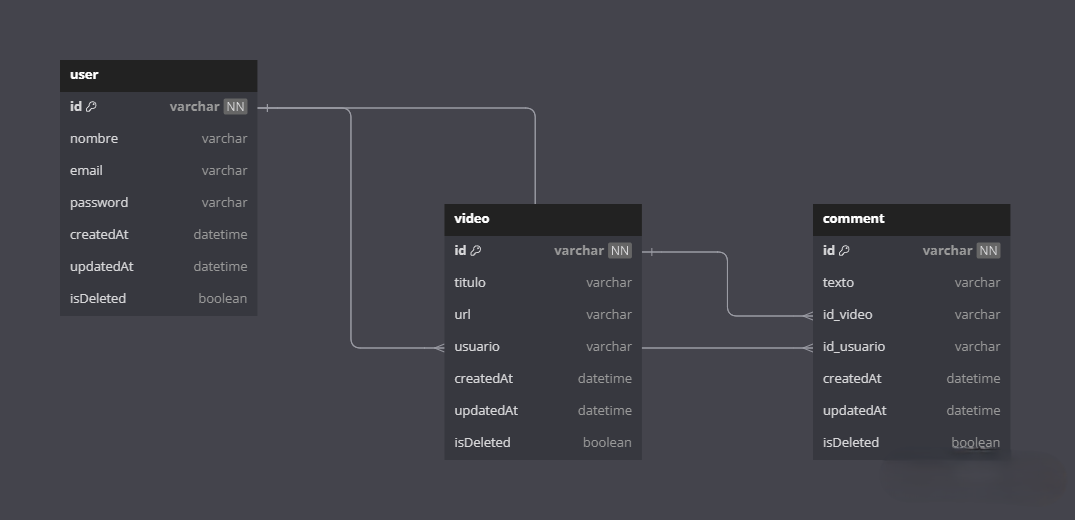 user
id varchar NN
nombre varchar
email varchar
password varchar
createdAt datetime
updatedAt datetime
isDeleted boolean
video
id varchar NN
titulo varchar
url varchar
usuario varchar
createdAt datetime
updatedAt datetime
isDeleted boolean
comment
id varchar NN
texto varchar
id_video varchar
id_usuario varchar
createdAt datetime
updatedAt datetime
isDeleted boolean